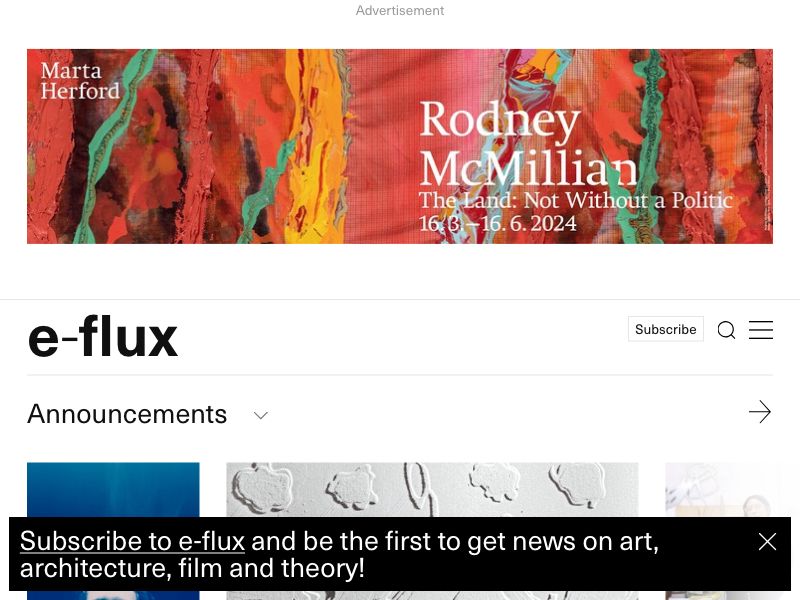 Advertisement
Marta
Herford
Rodney
McMillian
The Land: Not Without a Politic
16. 3.—16. 6. 2024
e-flux
Subscribe
Announcements
Subscribe to e-flux and be the first to get news on art,
architecture, film and theory!